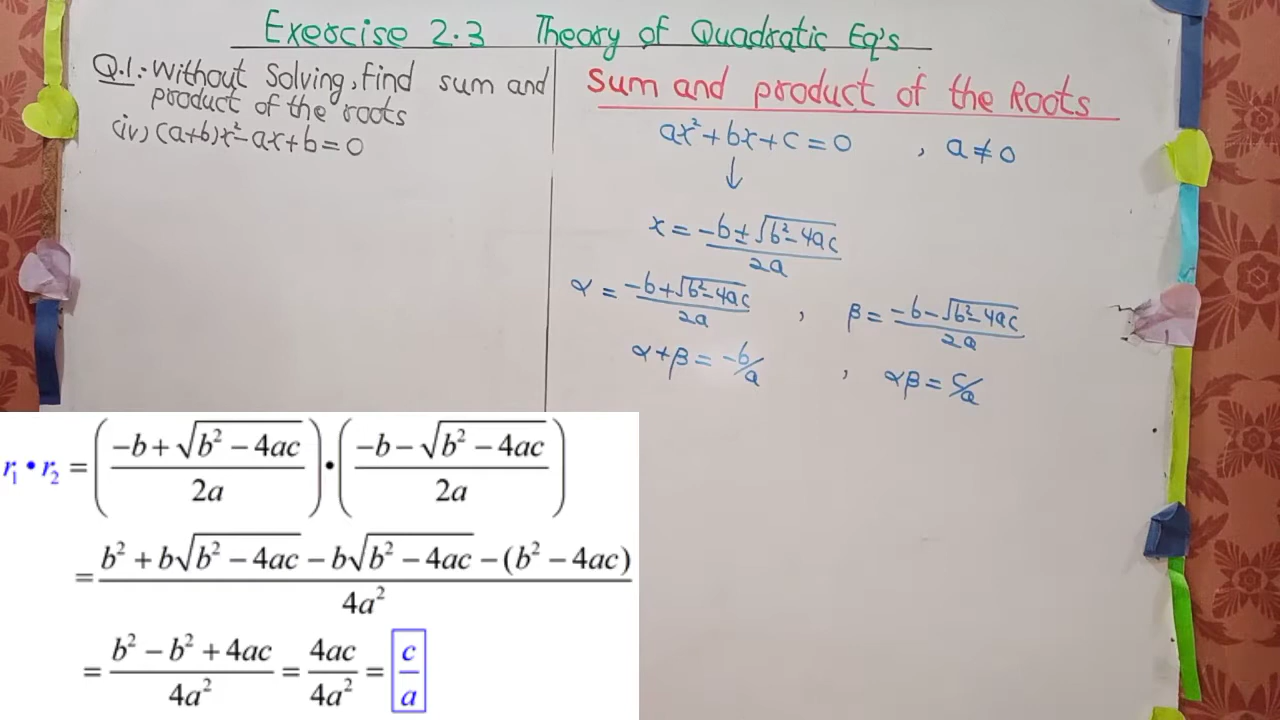 Exercise 2.3 Theory of Quadratic Eq's
Q.1: Without Solving, Find sum and
product of the roots
(iv) (a+b)x²-ax+b=0
Sum and product of the Roots
ax²+bx+c=0 , a≠0
↓
x = -b±√b²-4ac / 2a
α = -b+√b²-4ac / 2a , β = -b-√b²-4ac / 2a
α+β = -b/a , αβ = c/a
r₁ • r₂ = (-b + √b² - 4ac / 2a) • (-b - √b² - 4ac / 2a)
= b² + b√b² - 4ac - b√b² - 4ac - (b² - 4ac) / 4a²
= b² - b² + 4ac / 4a² = 4ac / 4a² = c / a